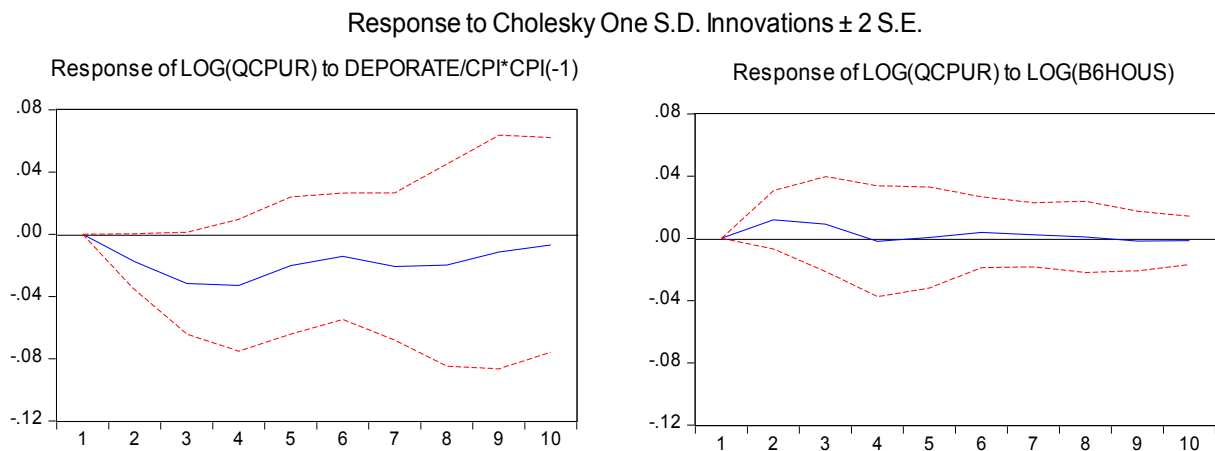 Response to Cholesky One S.D. Innovations ± 2 S.E.
Response of LOG(QCPUR) to DEPORATE/CPI*CPI(-1)
.08
.04
.00
-.04
-.08
-.12
1 2 3 4 5 6 7 8 9 10
Response of LOG(QCPUR) to LOG(B6HOUS)
.08
.04
.00
-.04
-.08
-.12
1 2 3 4 5 6 7 8 9 10